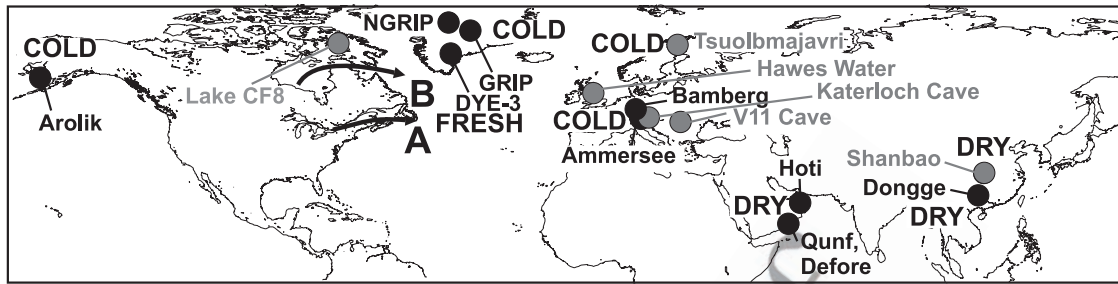 NGRIP
COLD
COLD
Tsuolbmajavri
COLD
Lake CF8
GRIP
Hawes Water
B
DYE-3
Bamberg
Katerloch Cave
Arolik
FRESH
COLD
V11 Cave
A
Ammersee
DRY
Shanbao
Hoti
Dongge
DRY
DRY
Qunf,
Defore